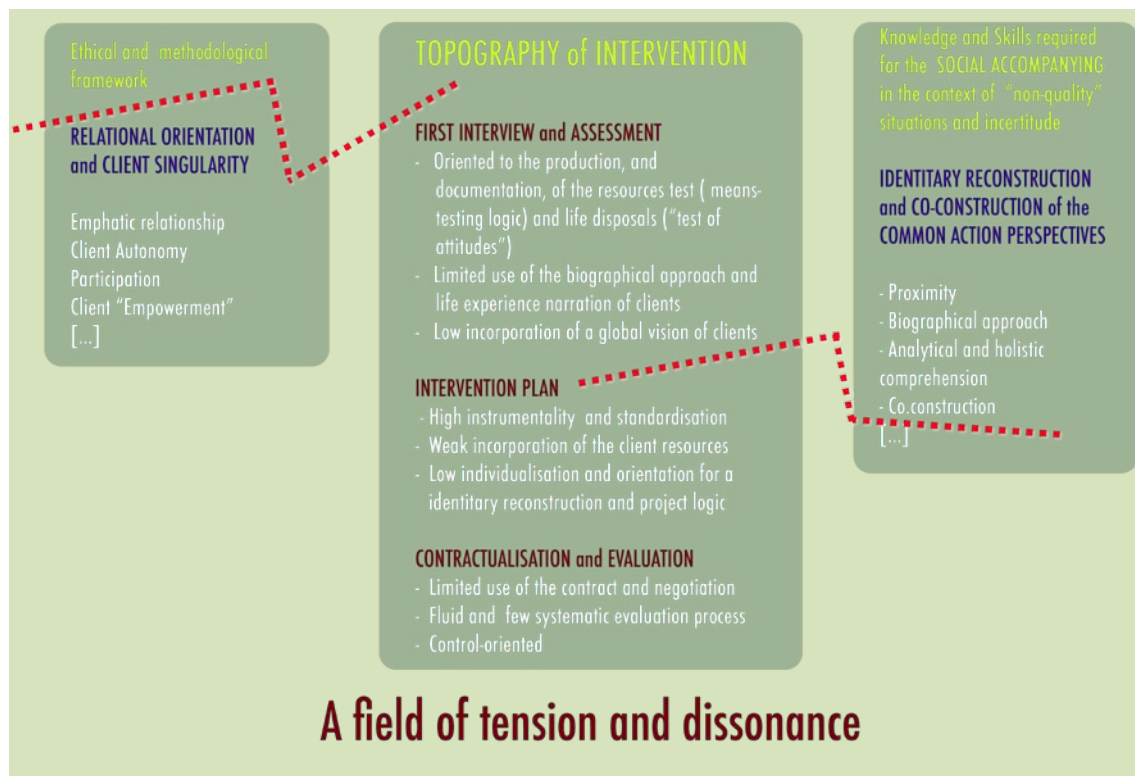 Ethical and methodological
framework
RELATIONAL ORIENTATION
and CLIENT SINGULARITY
Emphatic relationship
Client Autonomy
Participation
Client “Empowerment”
[...]
TOPOGRAPHY of INTERVENTION
FIRST INTERVIEW and ASSESSMENT
- Oriented to the production, and
documentation, of the resources test ( means-
testing logic) and life disposals (“test of
attitudes”)
- Limited use of the biographical approach and
life experience narration of clients
- Low incorporation of a global vision of clients
INTERVENTION PLAN
- High instrumentality and standardisation
- Weak incorporation of the client resources
- Low individualisation and orientation for a
identitary reconstruction and project logic
CONTRACTUALISATION and EVALUATION
- Limited use of the contract and negotiation
- Fluid and few systematic evaluation process
- Control-oriented
Knowledge and Skills required
for the SOCIAL ACCOMPANYING
in the context of “non-quality”
situations and incertitude
IDENTITARY RECONSTRUCTION
and CO-CONSTRUCTION of the
COMMON ACTION PERSPECTIVES
- Proximity
- Biographical approach
- Analytical and holistic
comprehension
- Co.construction
[...]
A field of tension and dissonance